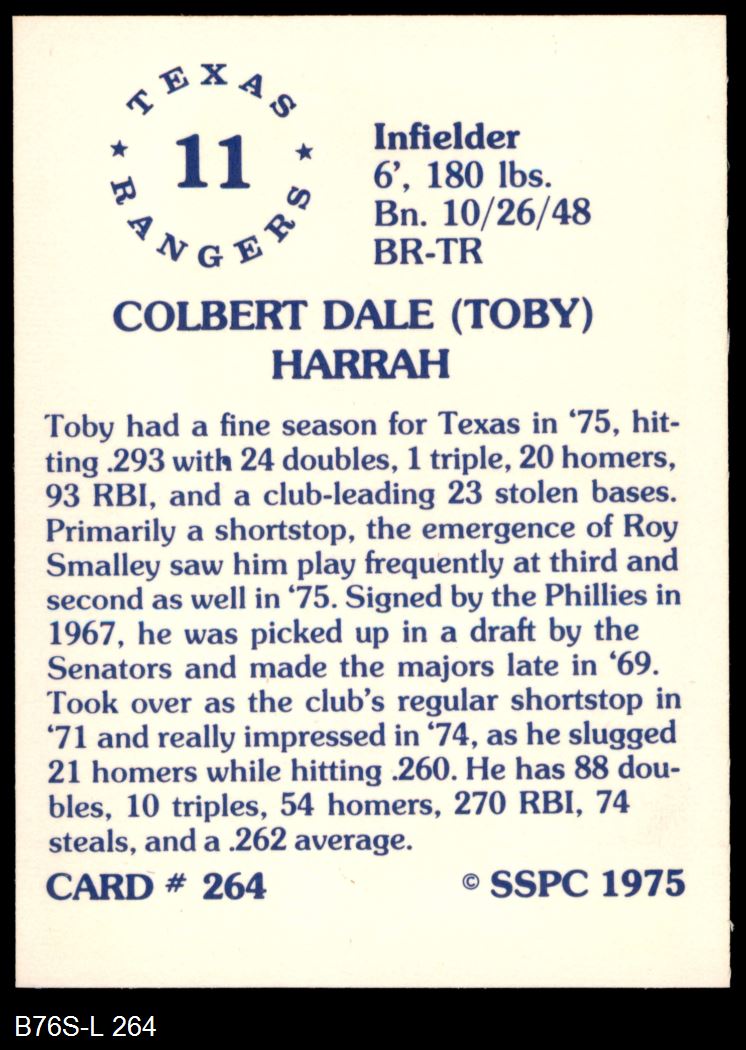 TEXAS
★ 11 ★
RANGERS
Infielder
6’, 180 lbs.
Bn. 10/26/48
BR-TR
COLBERT DALE (TOBY)
HARRAH
Toby had a fine season for Texas in ‘75, hit-
ting .293 with 24 doubles, 1 triple, 20 homers,
93 RBI, and a club-leading 23 stolen bases.
Primarily a shortstop, the emergence of Roy
Smalley saw him play frequently at third and
second as well in ‘75. Signed by the Phillies in
1967, he was picked up in a draft by the
Senators and made the majors late in ‘69.
Took over as the club’s regular shortstop in
‘71 and really impressed in ‘74, as he slugged
21 homers while hitting .260. He has 88 dou-
bles, 10 triples, 54 homers, 270 RBI, 74
steals, and a .262 average.
CARD # 264
© SSPC 1975
B76S-L 264